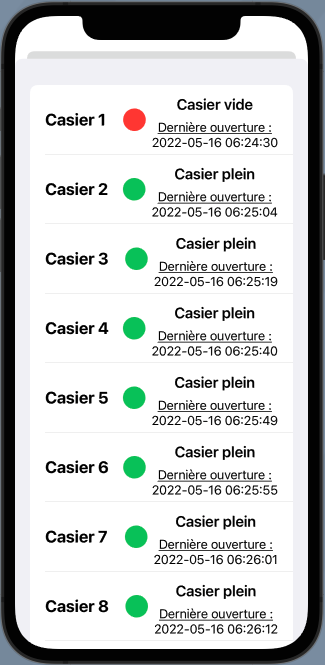 Casier 1
Casier vide
Dernière ouverture :
2022-05-16 06:24:30
Casier 2
Casier plein
Dernière ouverture :
2022-05-16 06:25:04
Casier 3
Casier plein
Dernière ouverture :
2022-05-16 06:25:19
Casier 4
Casier plein
Dernière ouverture :
2022-05-16 06:25:40
Casier 5
Casier plein
Dernière ouverture :
2022-05-16 06:25:49
Casier 6
Casier plein
Dernière ouverture :
2022-05-16 06:25:55
Casier 7
Casier plein
Dernière ouverture :
2022-05-16 06:26:01
Casier 8
Casier plein
Dernière ouverture :
2022-05-16 06:26:12